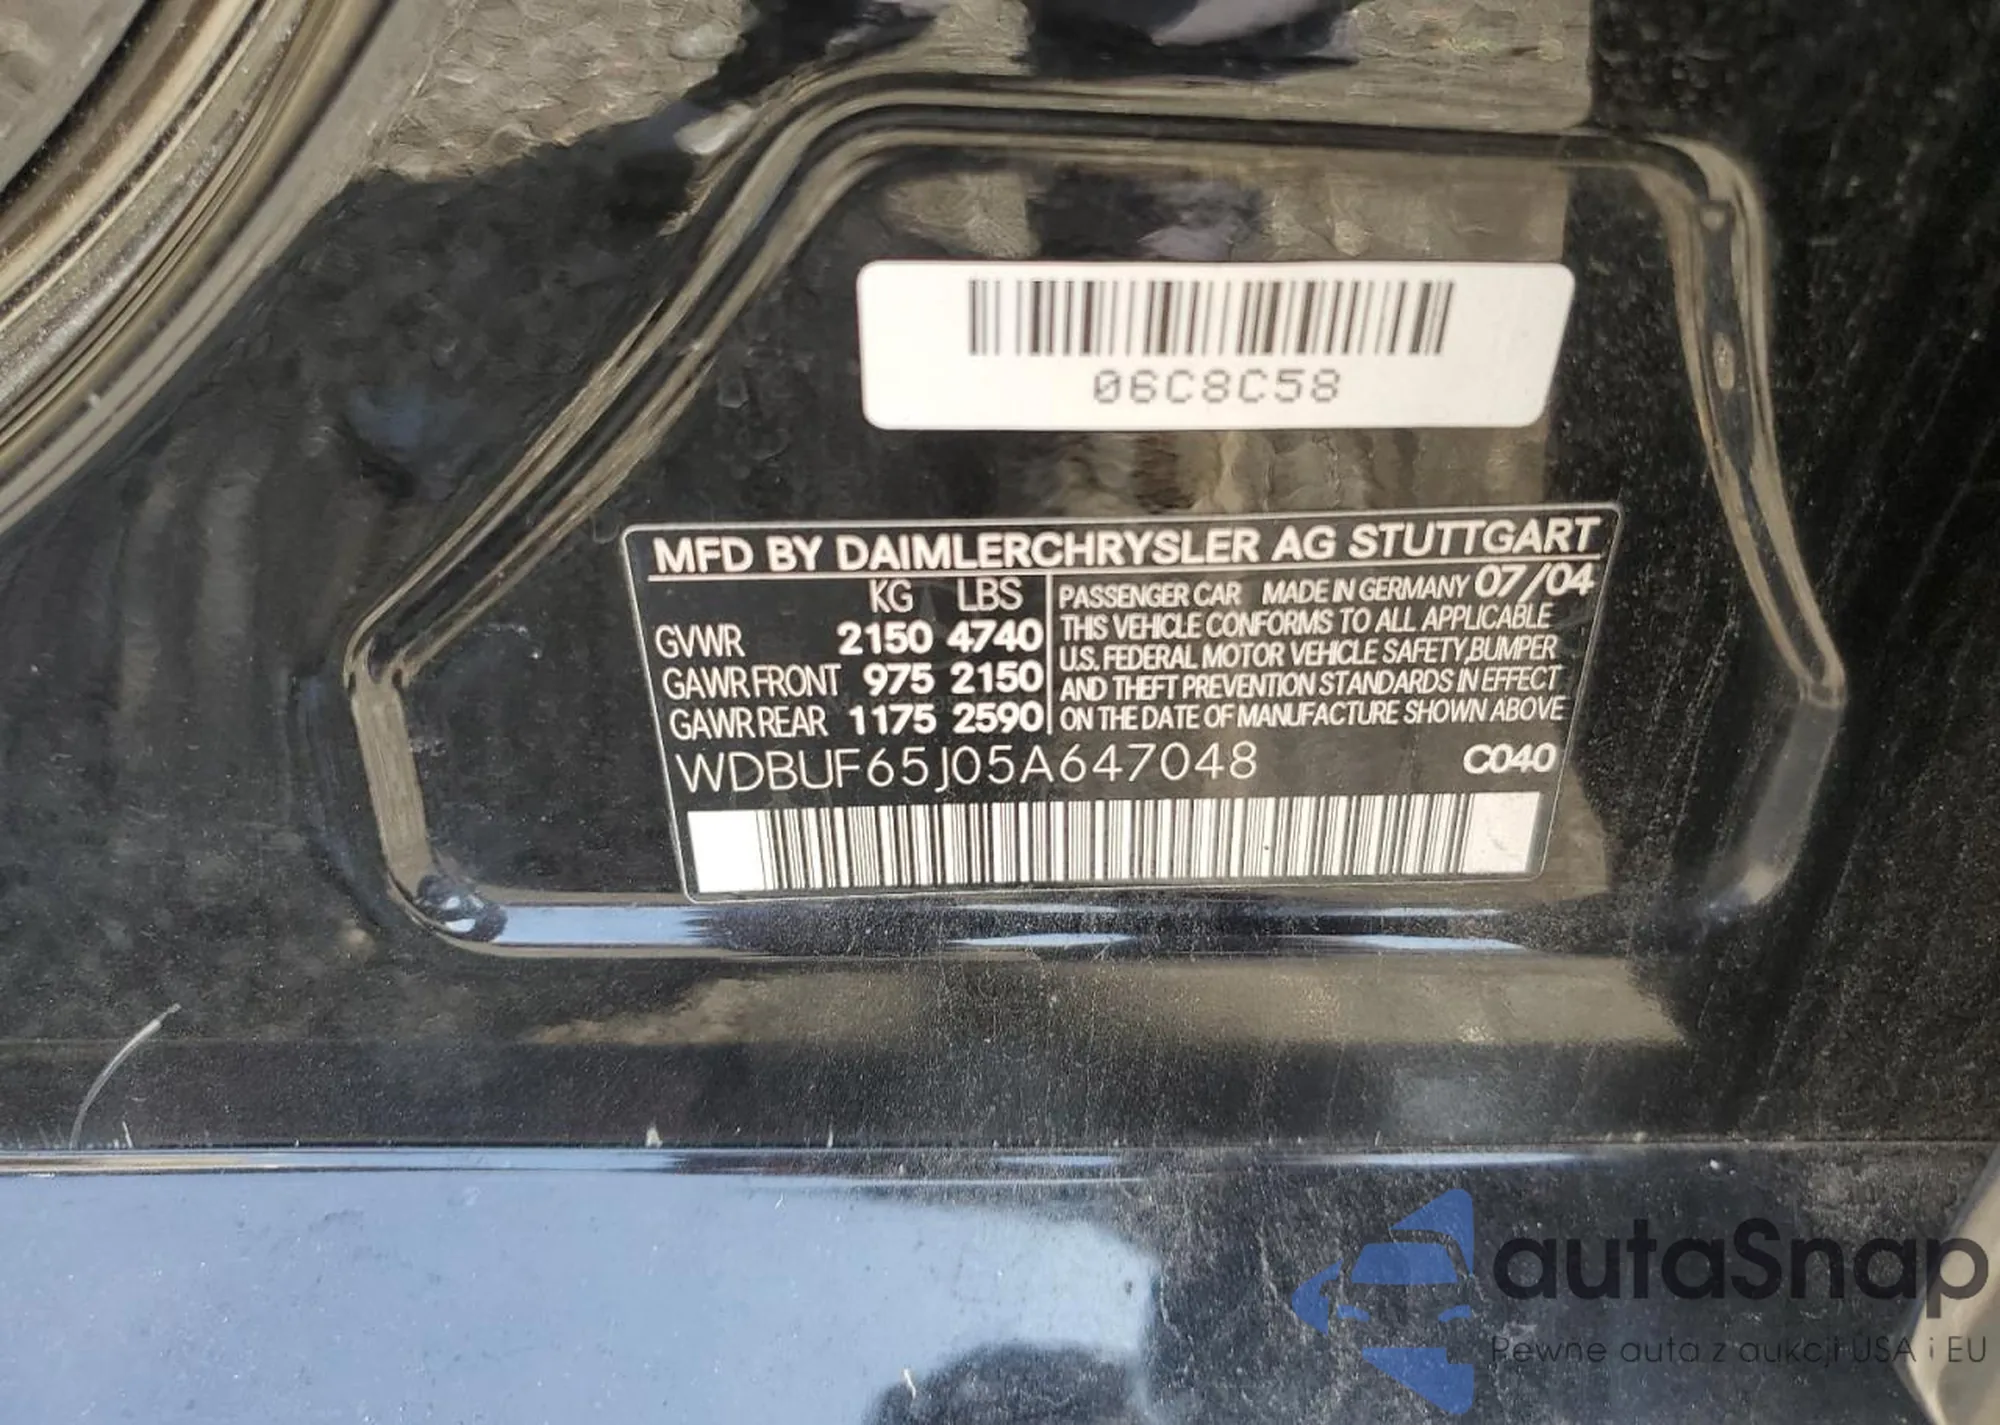 06C8C58
MFD BY DAIMLERCHRYSLER AG STUTTGART
KG LBS
GVWR 2150 4740
GAWR FRONT 975 2150
GAWR REAR 1175 2590
PASSENGER CAR MADE IN GERMANY 07/04
THIS VEHICLE CONFORMS TO ALL APPLICABLE
U.S. FEDERAL MOTOR VEHICLE SAFETY, BUMPER
AND THEFT PREVENTION STANDARDS IN EFFECT
ON THE DATE OF MANUFACTURE SHOWN ABOVE
WDBUF65J05A647048 C040
autaSnap
Pewne auta z aukcji USA i EU